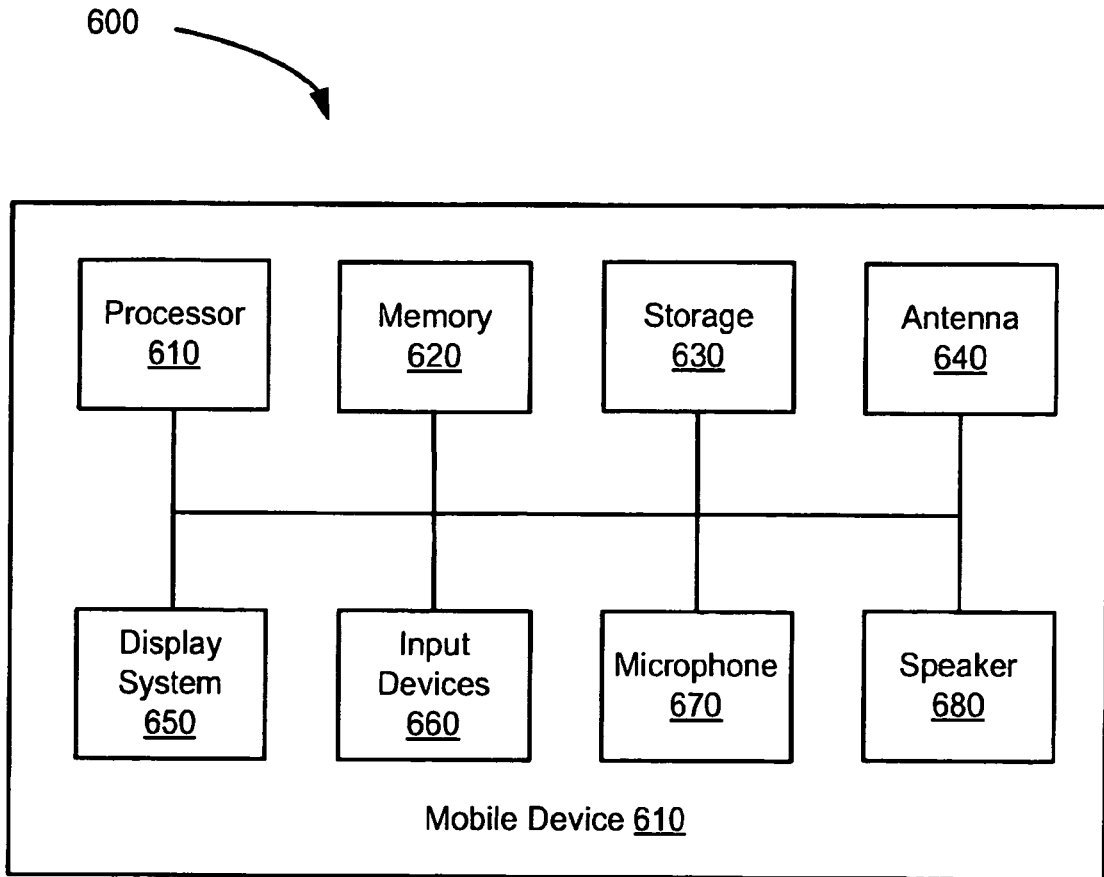 600
Processor
610
Memory
620
Storage
630
Antenna
640
Display
System
650
Input
Devices
660
Microphone
670
Speaker
680
Mobile Device 610